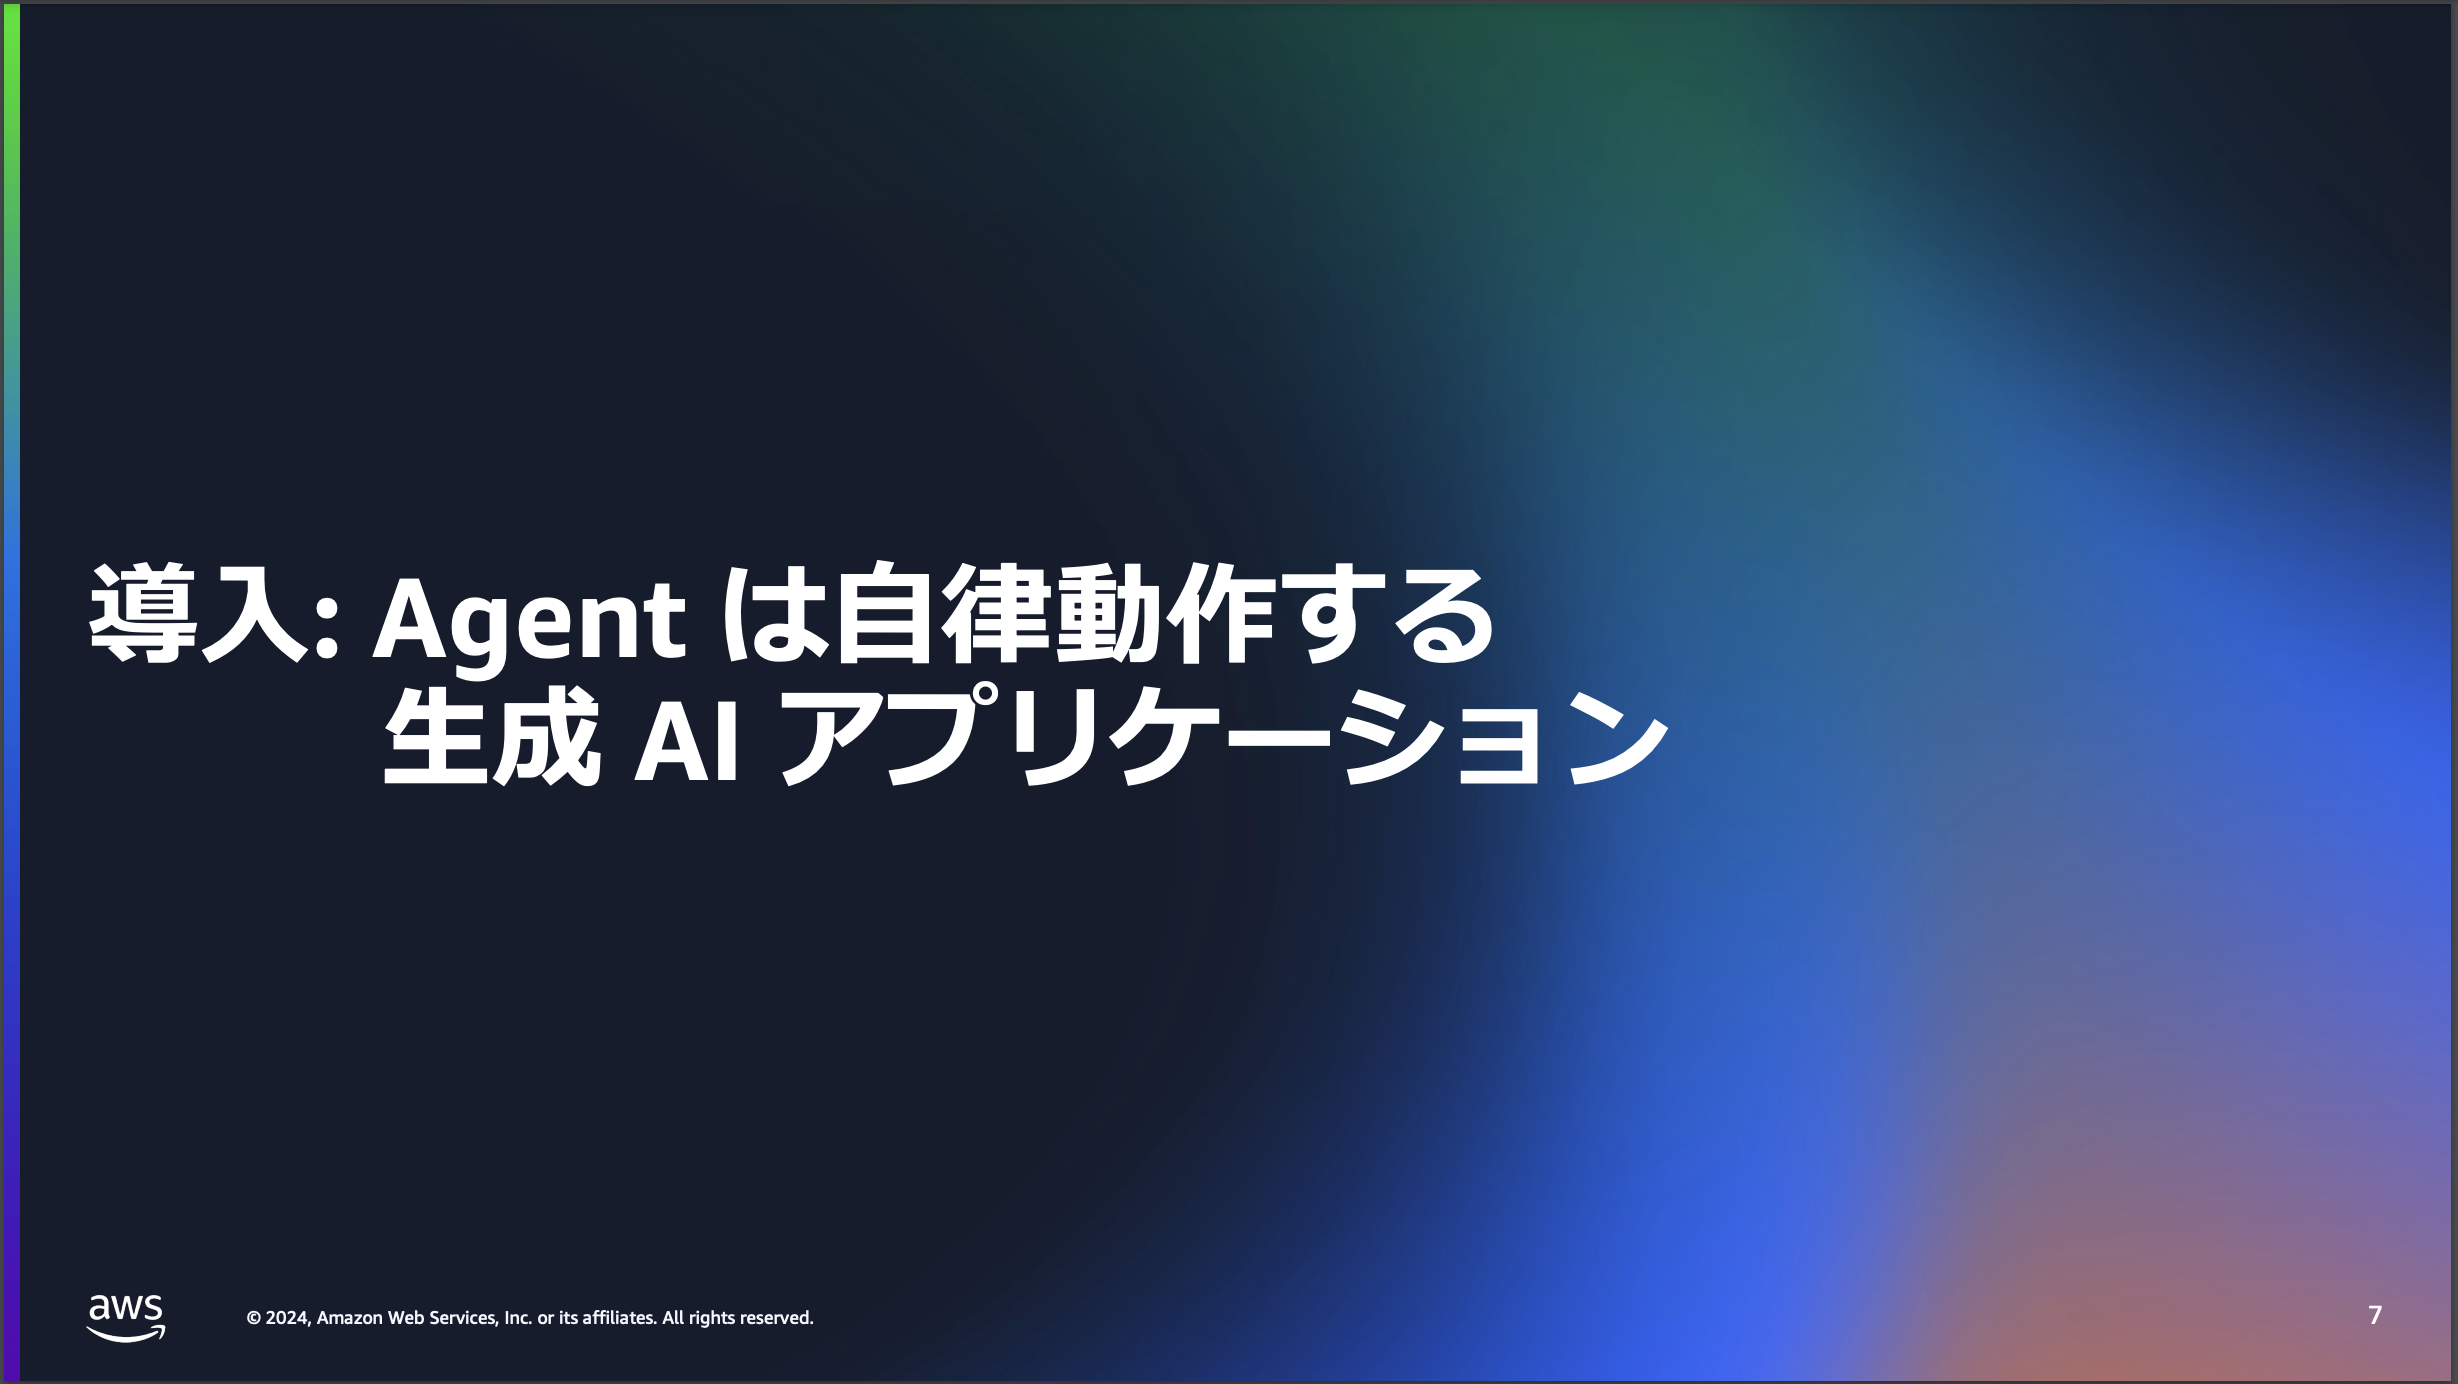 導入: Agent は自律動作する
生成 AI アプリケーション
aws
© 2024, Amazon Web Services, Inc. or its affiliates. All rights reserved.
7